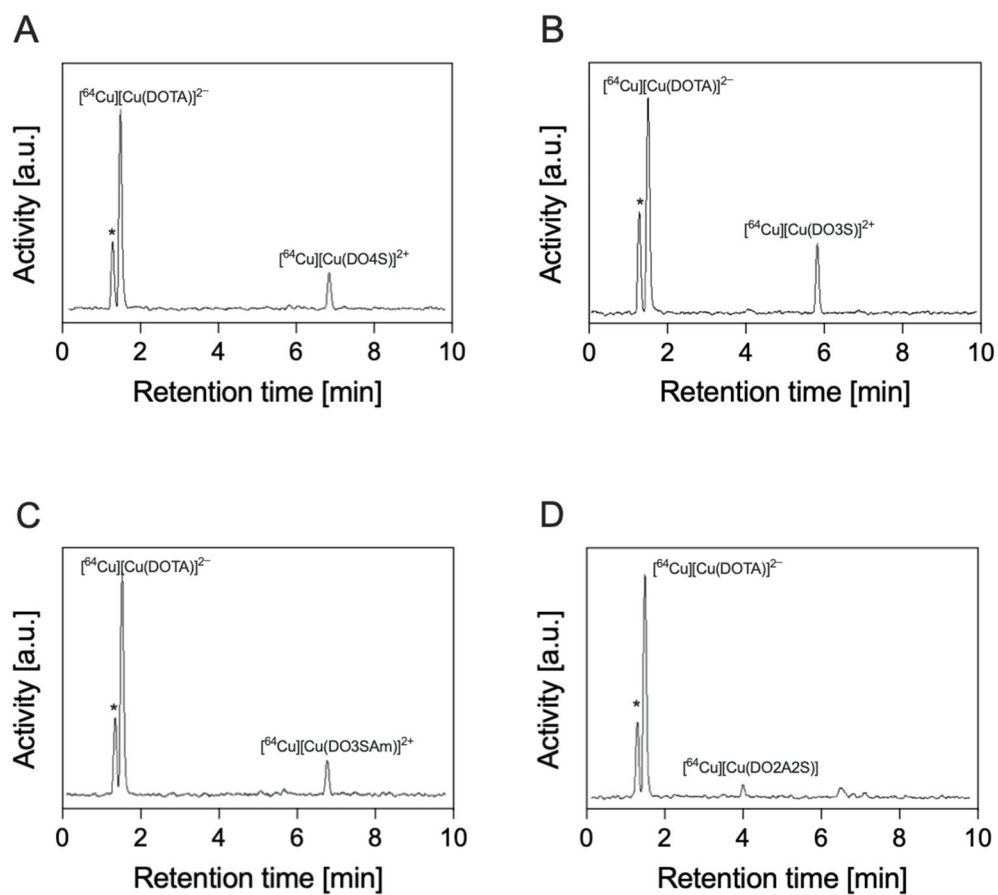 A
[⁶⁴Cu][Cu(DOTA)]²⁻
*
[⁶⁴Cu][Cu(DO4S)]²⁺
Activity [a.u.]
0 2 4 6 8 10
Retention time [min]
B
[⁶⁴Cu][Cu(DOTA)]²⁻
*
[⁶⁴Cu][Cu(DO3S)]²⁺
Activity [a.u.]
0 2 4 6 8 10
Retention time [min]
C
[⁶⁴Cu][Cu(DOTA)]²⁻
*
[⁶⁴Cu][Cu(DO3SAm)]²⁺
Activity [a.u.]
0 2 4 6 8 10
Retention time [min]
D
[⁶⁴Cu][Cu(DOTA)]²⁻
*
[⁶⁴Cu][Cu(DO2A2S)]
Activity [a.u.]
0 2 4 6 8 10
Retention time [min]